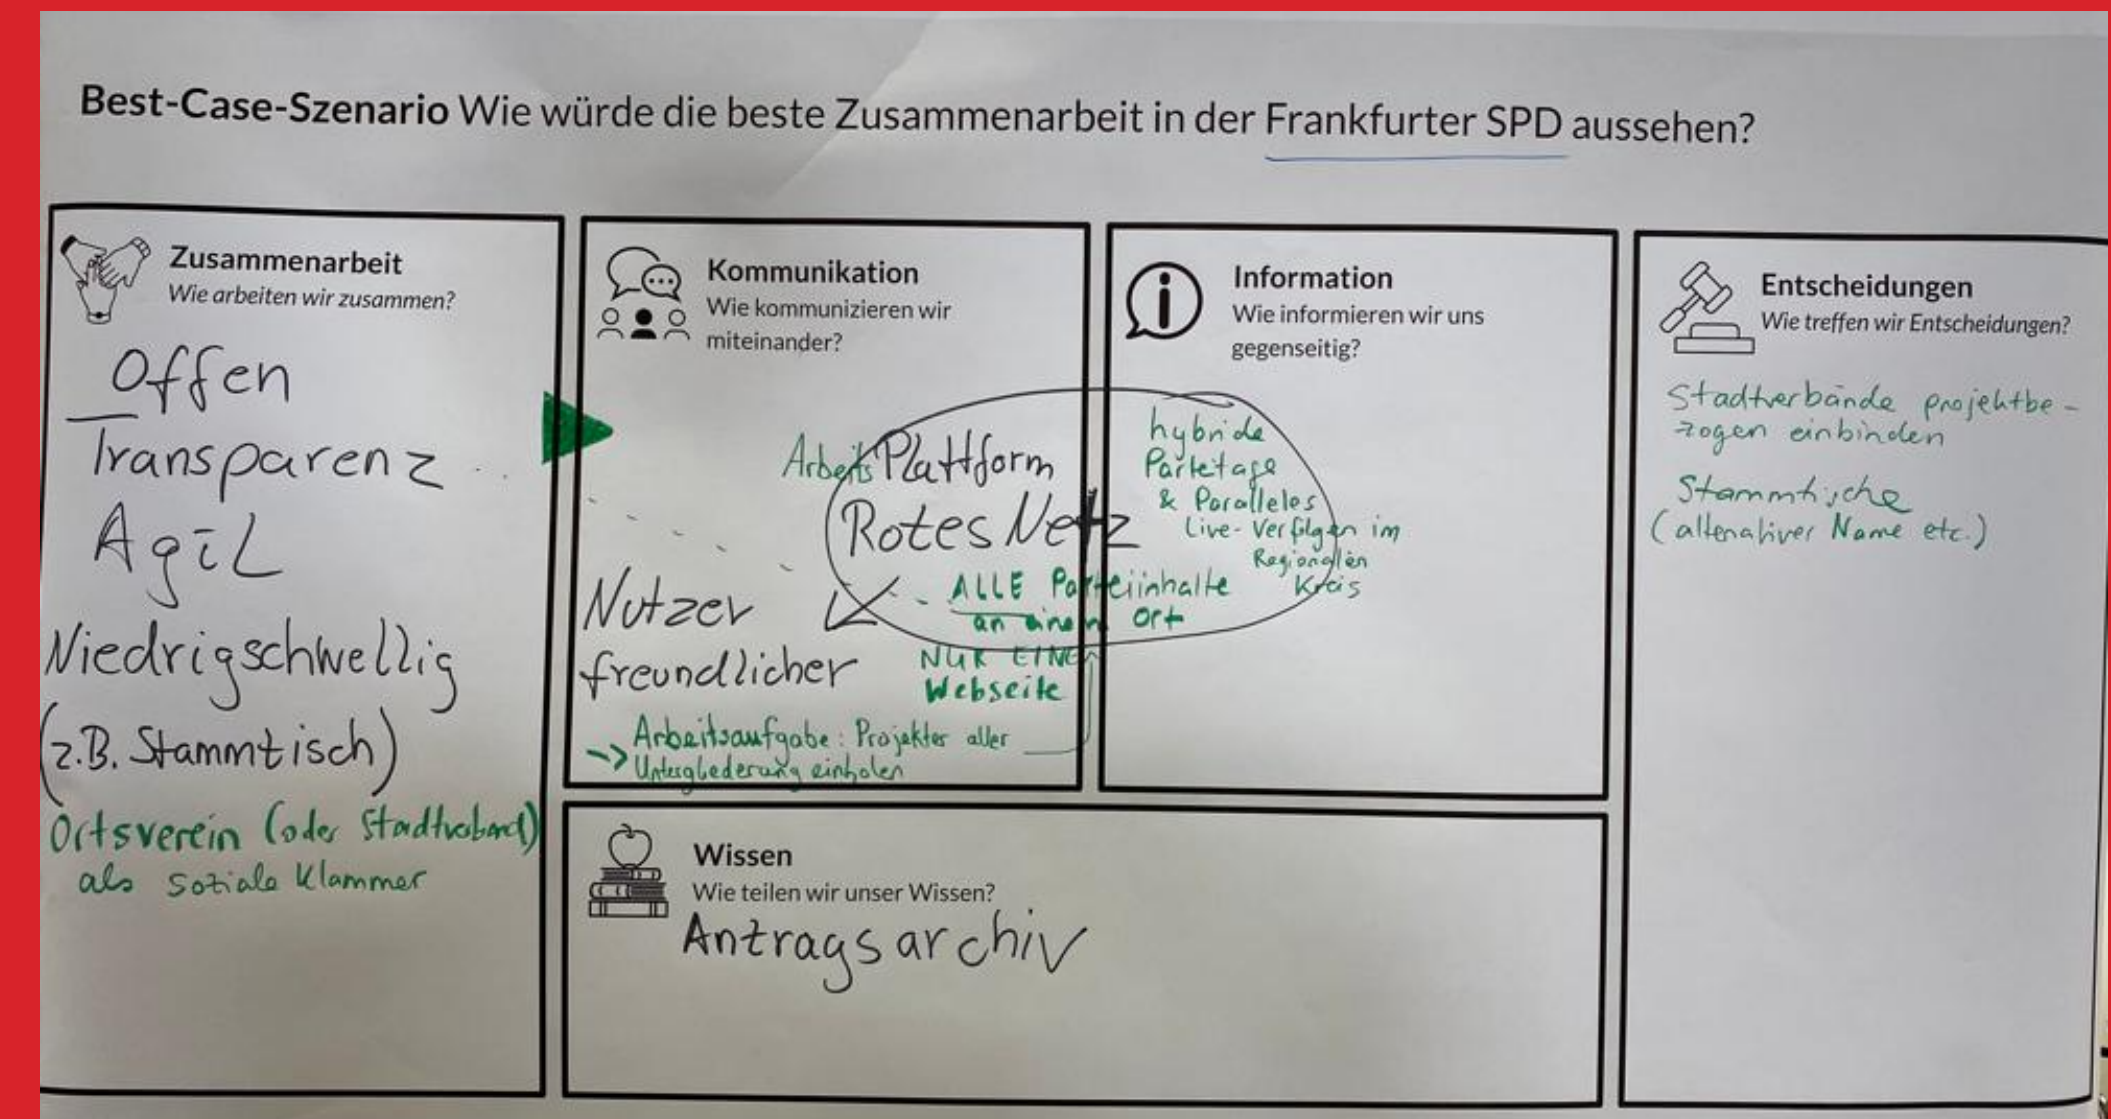 Best-Case-Szenario Wie würde die beste Zusammenarbeit in der Frankfurter SPD aussehen?
Zusammenarbeit
Wie arbeiten wir zusammen?
Offen
Transparenz
Agil
Niedrigschwellig
(z.B. Stammtisch)
Ortsverein (oder Stadtverband)
als soziale Klammer
Kommunikation
Wie kommunizieren wir
miteinander?
ArbeitsPlattform
Rotes Netz
Nutzer
freundlicher
- ALLE Parteiinhalte
an einem Ort
NUR EINE
Webseite
-> Arbeitsaufgabe: Projekte aller
Untergliederung einholen
Information
Wie informieren wir uns
gegenseitig?
hybride
Parteitage
& Paralleles
Live-Verfolgen im
Regionalen
Kreis
Wissen
Wie teilen wir unser Wissen?
Antragsarchiv
Entscheidungen
Wie treffen wir Entscheidungen?
Stadtverbände projektbe-
zogen einbinden
Stammtische
(alternativer Name etc.)